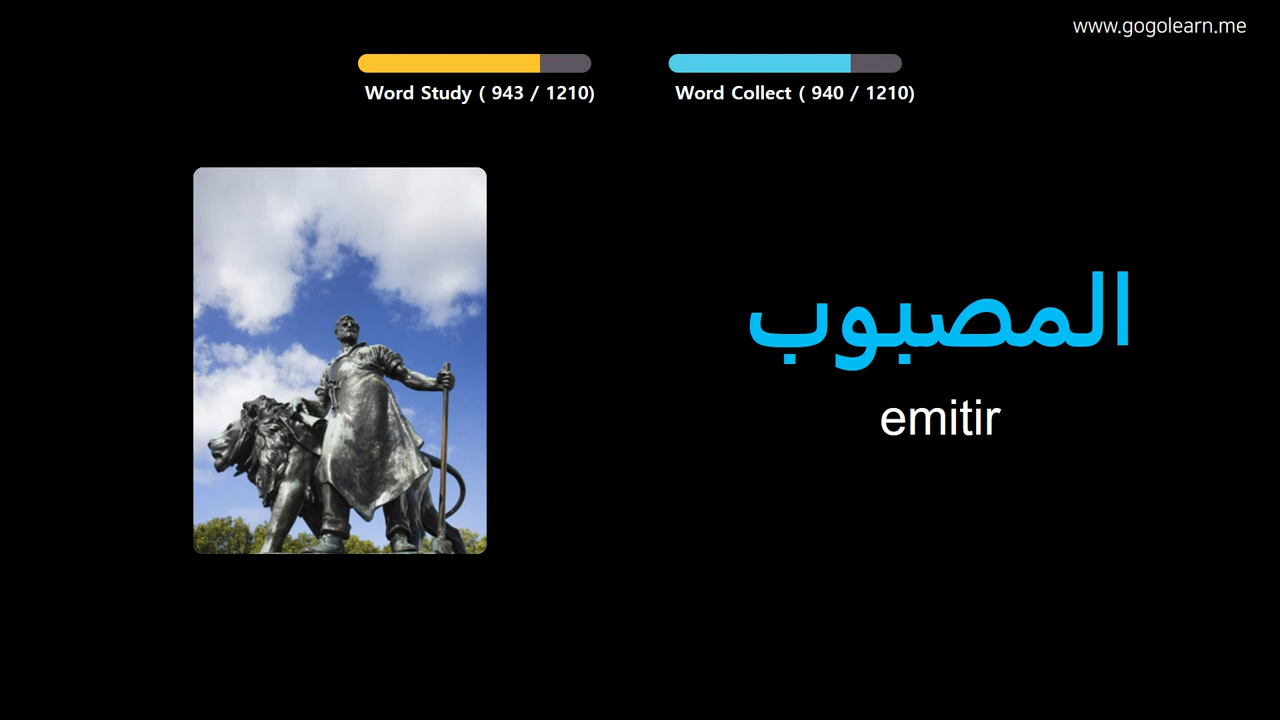 www.gogolearn.me
Word Study ( 943 / 1210)
Word Collect ( 940 / 1210)
المصبوب
emitir